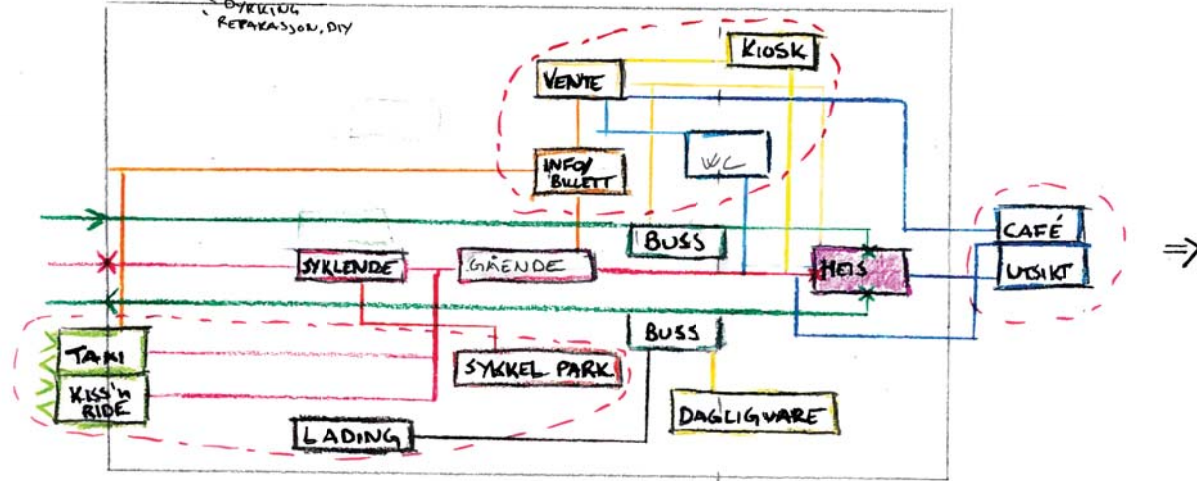 DYRKING
REPARASJON, DIY
KIOSK
VENTE
WC
INFO/
BILLETT
BUSS
CAFÉ
SYKLENDE
GÅENDE
HEIS
UTSIKT
BUSS
TAXI
SYKKEL PARK
KISS'n
RIDE
DAGLIGVARE
LADING